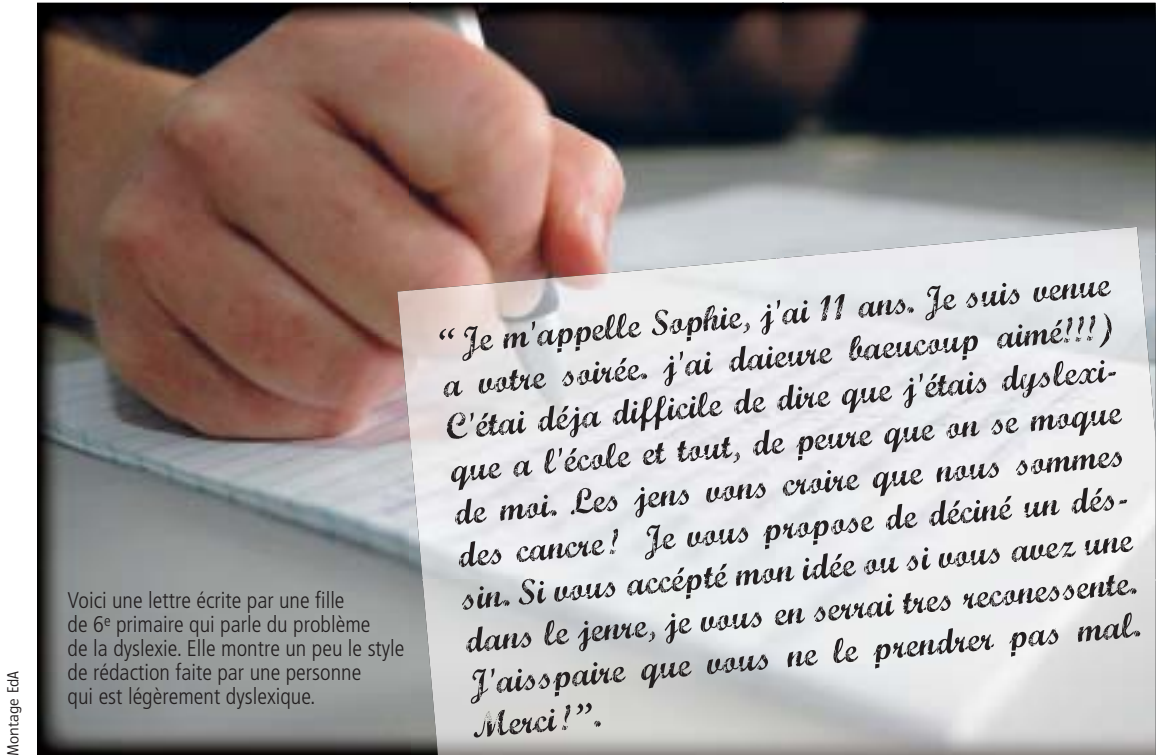 “ Je m'appelle Sophie, j'ai 11 ans. Je suis venue
a votre soirée. j'ai daieure baeucoup aimé!!!)
C'étai déja difficile de dire que j'étais dyslexi-
que a l'école et tout, de peure que on se moque
de moi. Les jens vons croire que nous sommes
des cancre! Je vous propose de déciné un dés-
sin. Si vous accépté mon idée ou si vous avez une
dans le jenre, je vous en serrai tres reconessente.
J'aisspaire que vous ne le prendrer pas mal.
Merci!”.
Voici une lettre écrite par une fille
de 6e primaire qui parle du problème
de la dyslexie. Elle montre un peu le style
de rédaction faite par une personne
qui est légèrement dyslexique.
Montage EdA